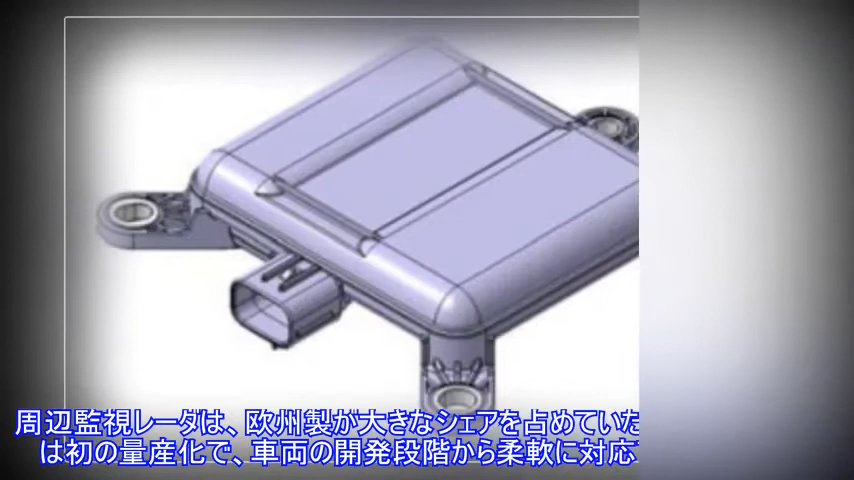 周辺監視レーダは、欧州製が大きなシェアを占めていた
は初の量産化で、車両の開発段階から柔軟に対応